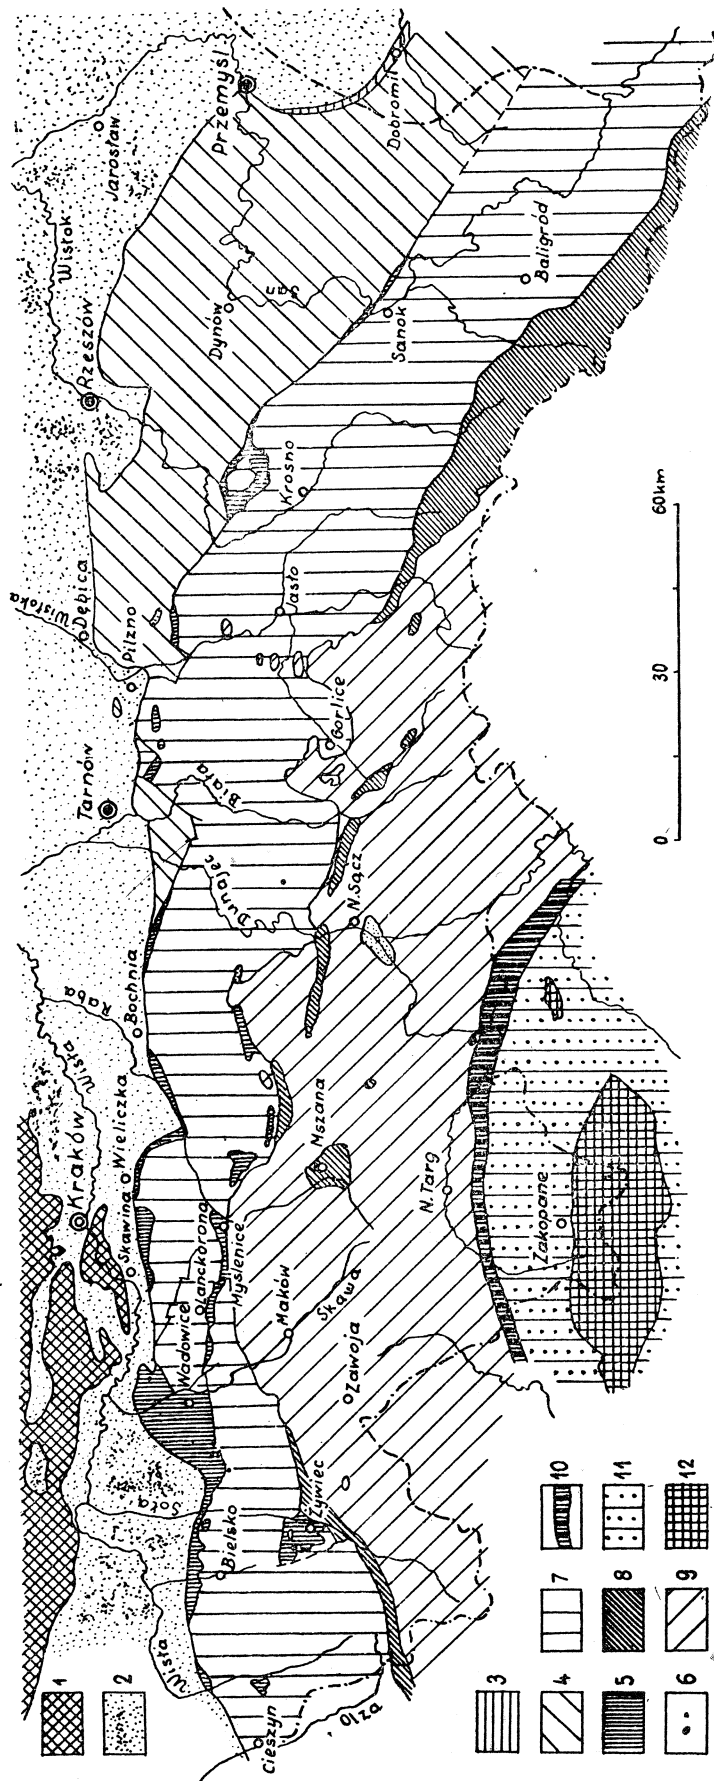 Cieszyn
Olza
Wisła
Bielsko
Soła
Żywiec
Wadowice
Lanckorona
Myślenice
Maków
Skawa
Zawoja
Skawina
Kraków
Wisła
Wieliczka
Raba
Bochnia
Mszana
N.Targ
Zakopane
Dunajec
N.Sącz
Tarnów
Biała
Gorlice
Pilzno
Wisłoka
Dębica
Jasło
Krosno
Rzeszów
Wisłok
Jarosław
Przemyśl
Dynów
San
Sanok
Baligród
Dobromil
0 30 60km
1
2
3
4
5
6
7
8
9
10
11
12